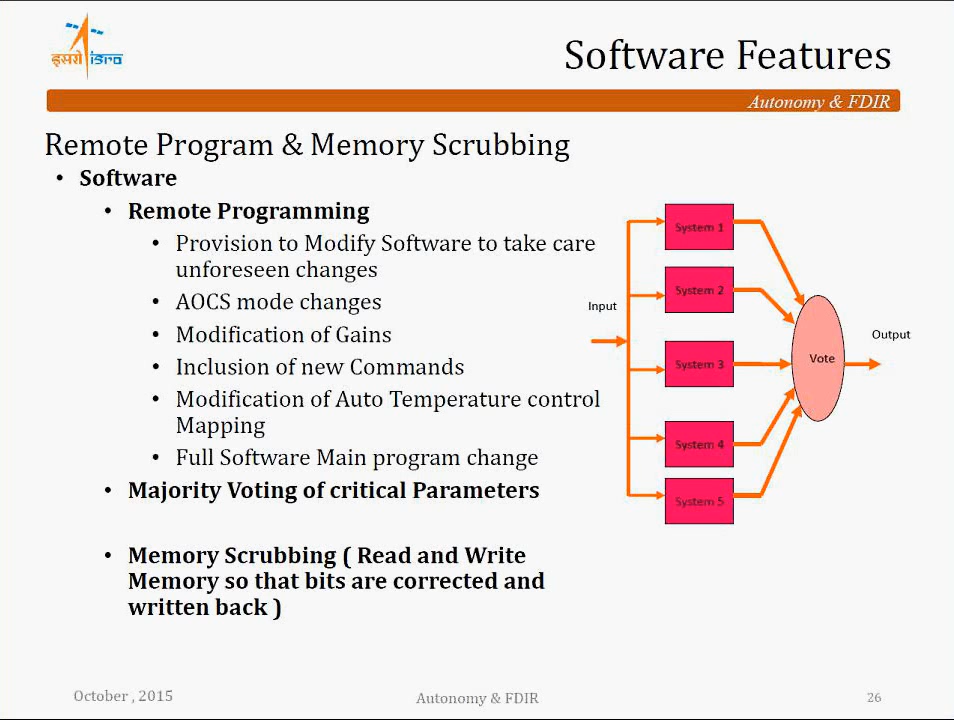 इसरो isro
Software Features
Autonomy & FDIR
Remote Program & Memory Scrubbing
• Software
• Remote Programming
• Provision to Modify Software to take care
unforeseen changes
• AOCS mode changes
• Modification of Gains
• Inclusion of new Commands
• Modification of Auto Temperature control
Mapping
• Full Software Main program change
• Majority Voting of critical Parameters
• Memory Scrubbing ( Read and Write
Memory so that bits are corrected and
written back )
Input
System 1
System 2
System 3
System 4
System 5
Vote
Output
October , 2015
Autonomy & FDIR
26